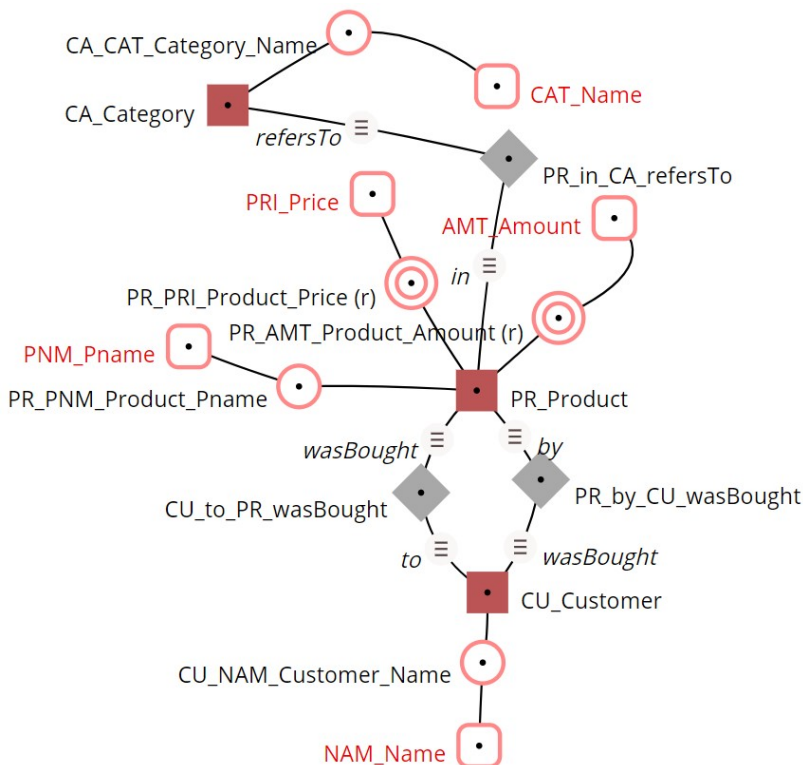 CA_CAT_Category_Name
CAT_Name
CA_Category
refersTo
PR_in_CA_refersTo
PRI_Price
AMT_Amount
in
PR_PRI_Product_Price (r)
PR_AMT_Product_Amount (r)
PNM_Pname
PR_PNM_Product_Pname
PR_Product
wasBought
by
CU_to_PR_wasBought
PR_by_CU_wasBought
to
wasBought
CU_Customer
CU_NAM_Customer_Name
NAM_Name